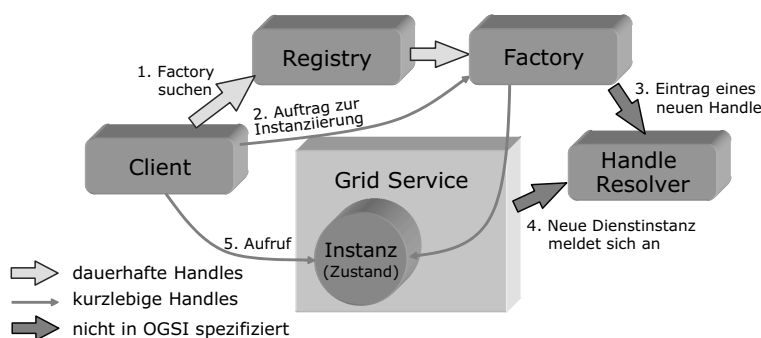 Registry
Factory
1. Factory
suchen
2. Auftrag zur
Instanziierung
3. Eintrag eines
neuen Handle
Client
Handle
Resolver
Grid Service
4. Neue Dienstinstanz
meldet sich an
5. Aufruf
Instanz
(Zustand)
dauerhafte Handles
kurzlebige Handles
nicht in OGSI spezifiziert